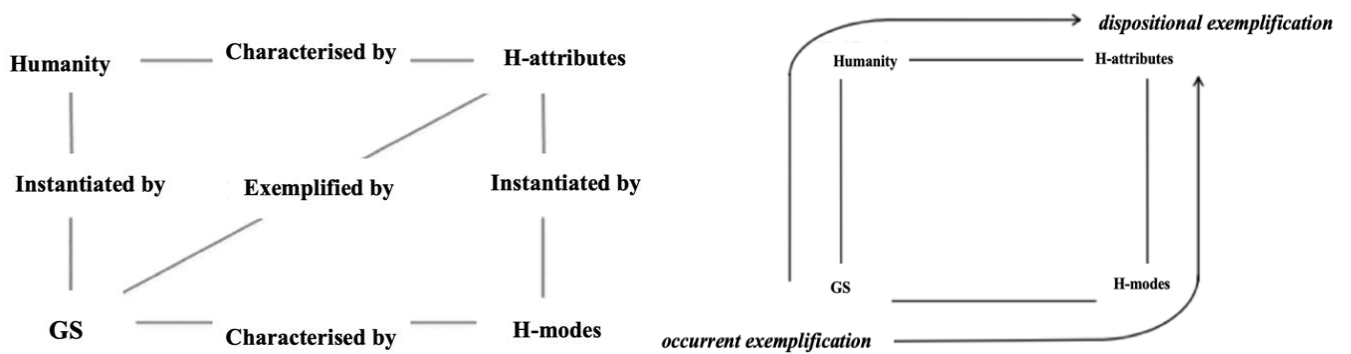 Humanity
Characterised by
H-attributes
Instantiated by
Exemplified by
Instantiated by
GS
Characterised by
H-modes
dispositional exemplification
Humanity
H-attributes
GS
H-modes
occurrent exemplification